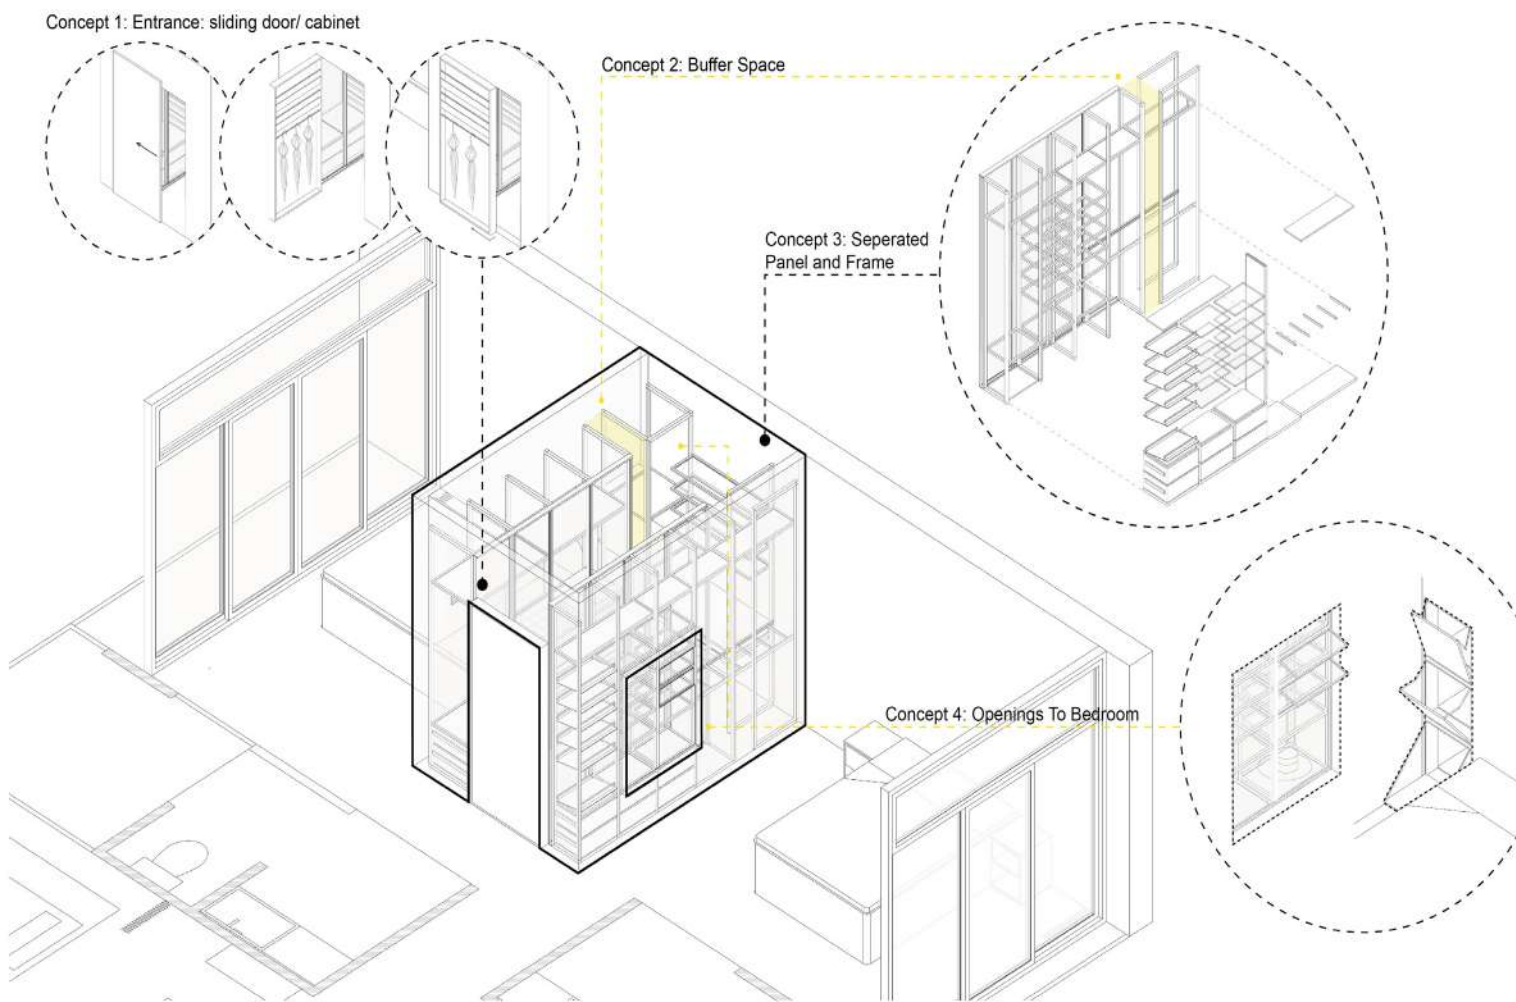 Concept 1: Entrance: sliding door/ cabinet
Concept 2: Buffer Space
Concept 3: Seperated
Panel and Frame
Concept 4: Openings To Bedroom